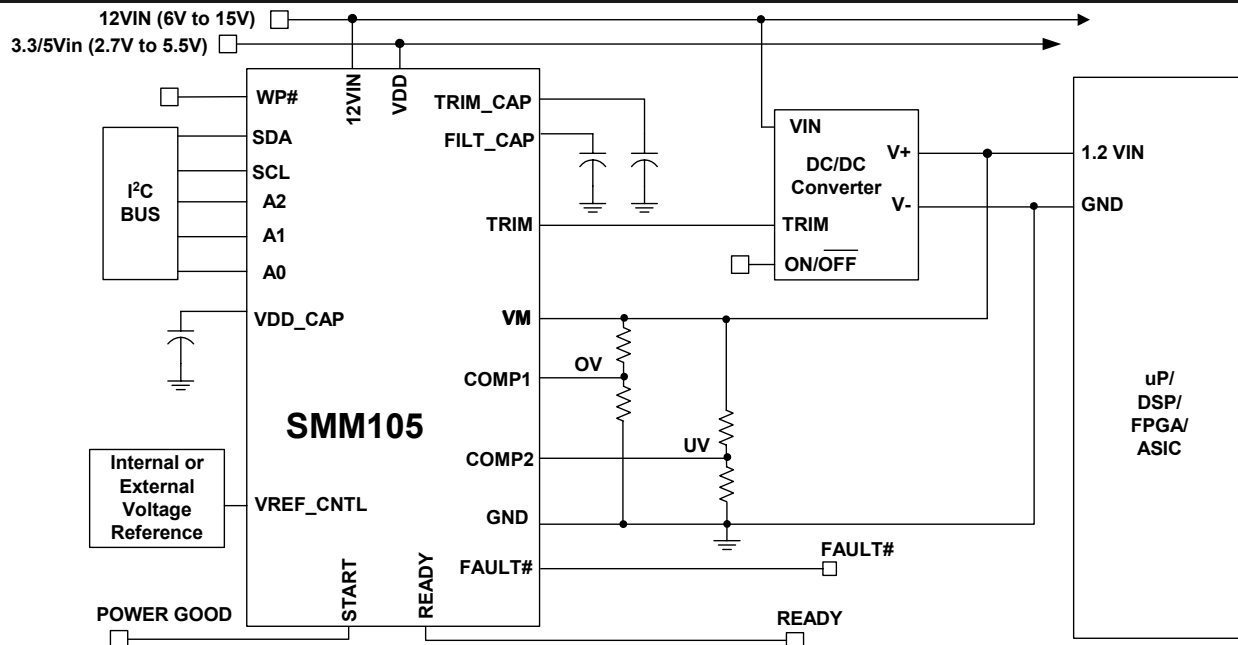 12VIN (6V to 15V)
3.3/5Vin (2.7V to 5.5V)
WP#
12VIN
VDD
TRIM_CAP
FILT_CAP
SDA
SCL
A2
A1
A0
I²C
BUS
VDD_CAP
TRIM
VIN
DC/DC
Converter
V+
V-
TRIM
ON/OFF
1.2 VIN
GND
VM
OV
COMP1
SMM105
UV
COMP2
uP/
DSP/
FPGA/
ASIC
Internal or
External
Voltage
Reference
VREF_CNTL
GND
FAULT#
FAULT#
START
READY
POWER GOOD
READY